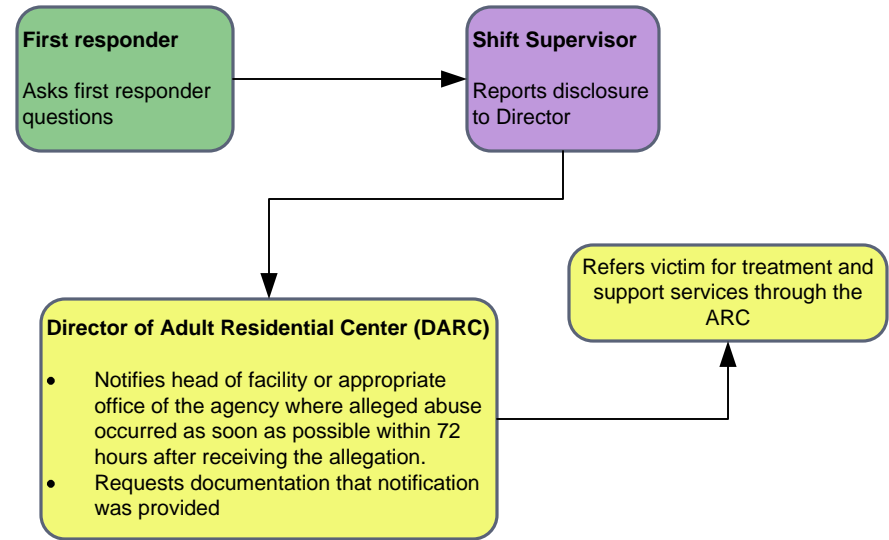 First responder
Asks first responder
questions
Shift Supervisor
Reports disclosure
to Director
Director of Adult Residential Center (DARC)
• Notifies head of facility or appropriate
office of the agency where alleged abuse
occurred as soon as possible within 72
hours after receiving the allegation.
• Requests documentation that notification
was provided
Refers victim for treatment and
support services through the
ARC